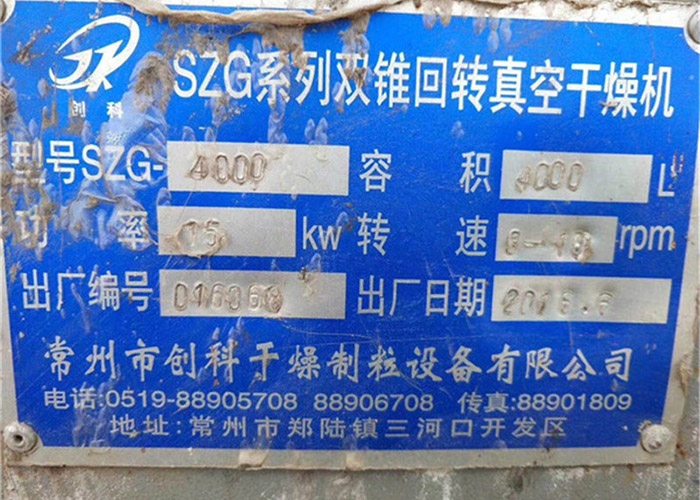 创科
SZG系列双锥回转真空干燥机
型号SZG- 4000 容积 4000 L
功率 15 kw 转速 rpm
出厂编号 出厂日期 2016.6
常州市创科干燥制粒设备有限公司
电话:0519-88905708 88906708 传真:88901809
地址:常州市郑陆镇三河口开发区